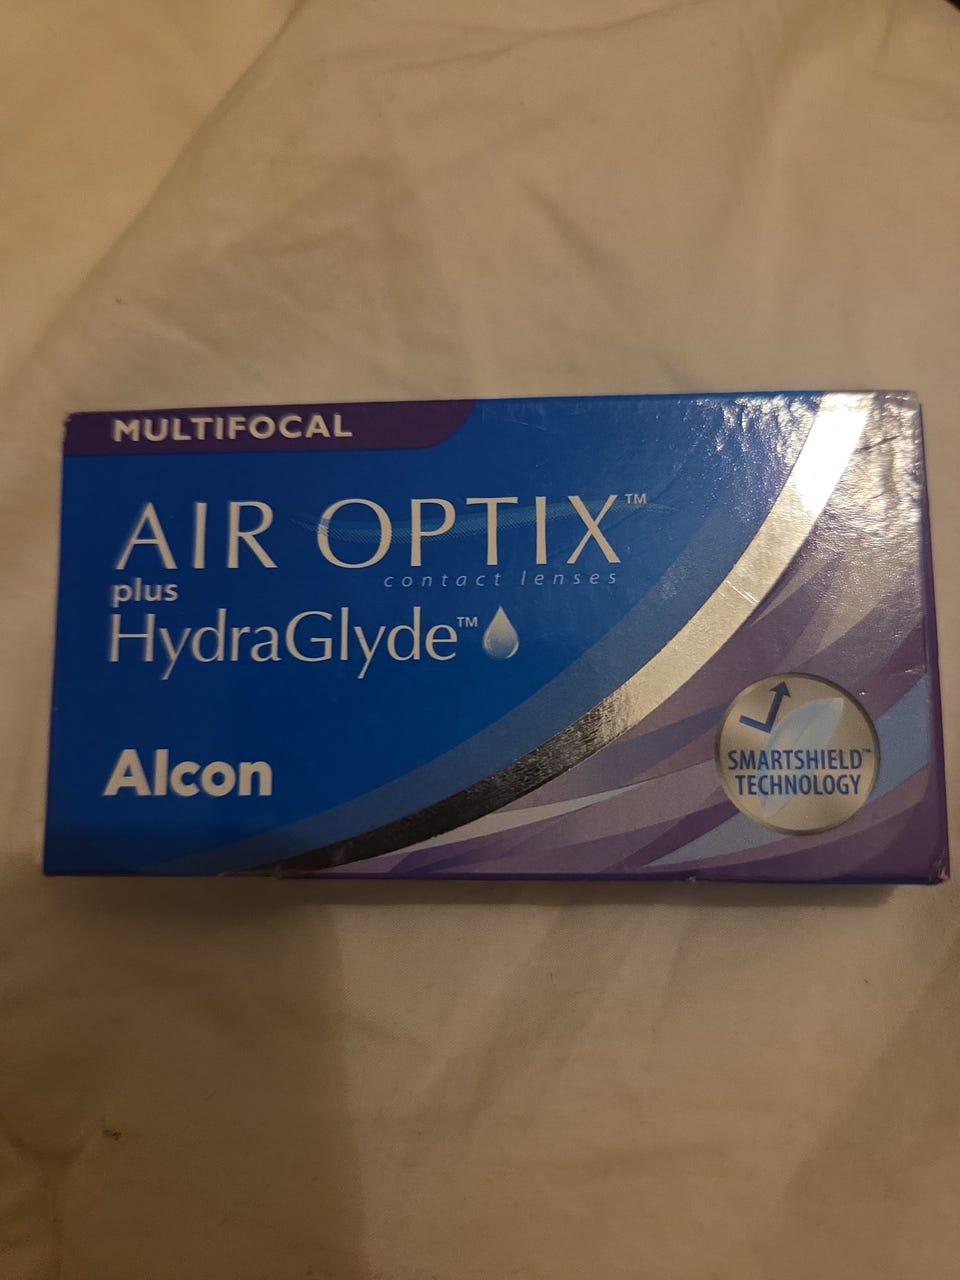 MULTIFOCAL
AIR OPTIX™
contact lenses
plus
HydraGlyde™
Alcon
SMARTSHIELD™
TECHNOLOGY